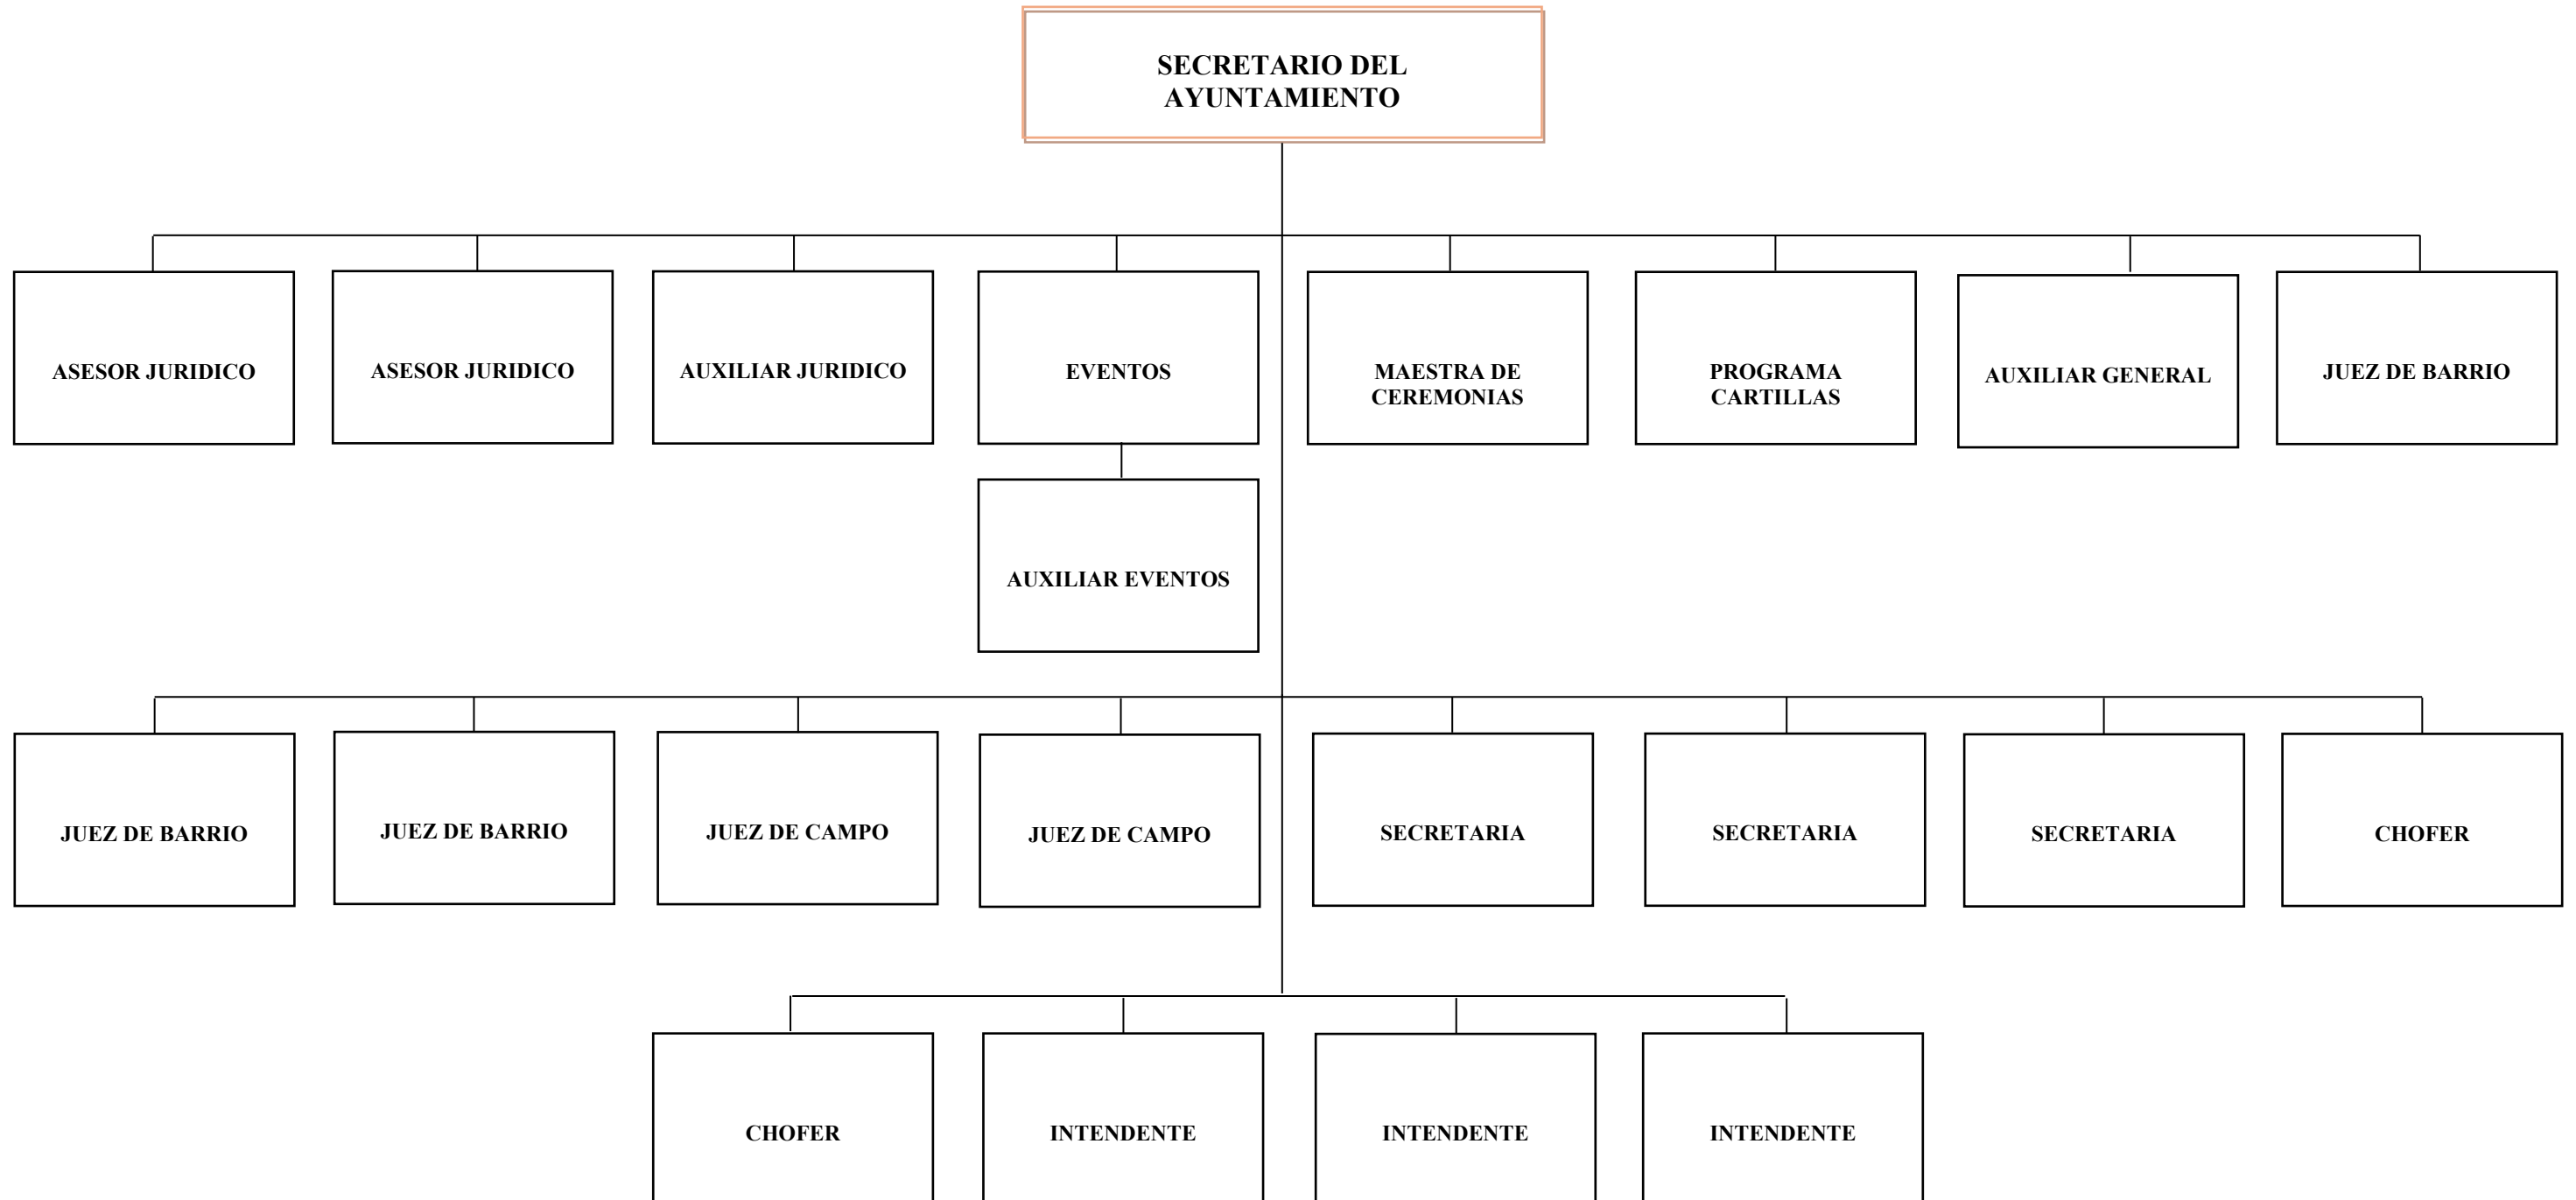 SECRETARIO DEL
AYUNTAMIENTO
ASESOR JURIDICO
ASESOR JURIDICO
AUXILIAR JURIDICO
EVENTOS
MAESTRA DE
CEREMONIAS
PROGRAMA
CARTILLAS
AUXILIAR GENERAL
JUEZ DE BARRIO
AUXILIAR EVENTOS
JUEZ DE BARRIO
JUEZ DE BARRIO
JUEZ DE CAMPO
JUEZ DE CAMPO
SECRETARIA
SECRETARIA
SECRETARIA
CHOFER
CHOFER
INTENDENTE
INTENDENTE
INTENDENTE